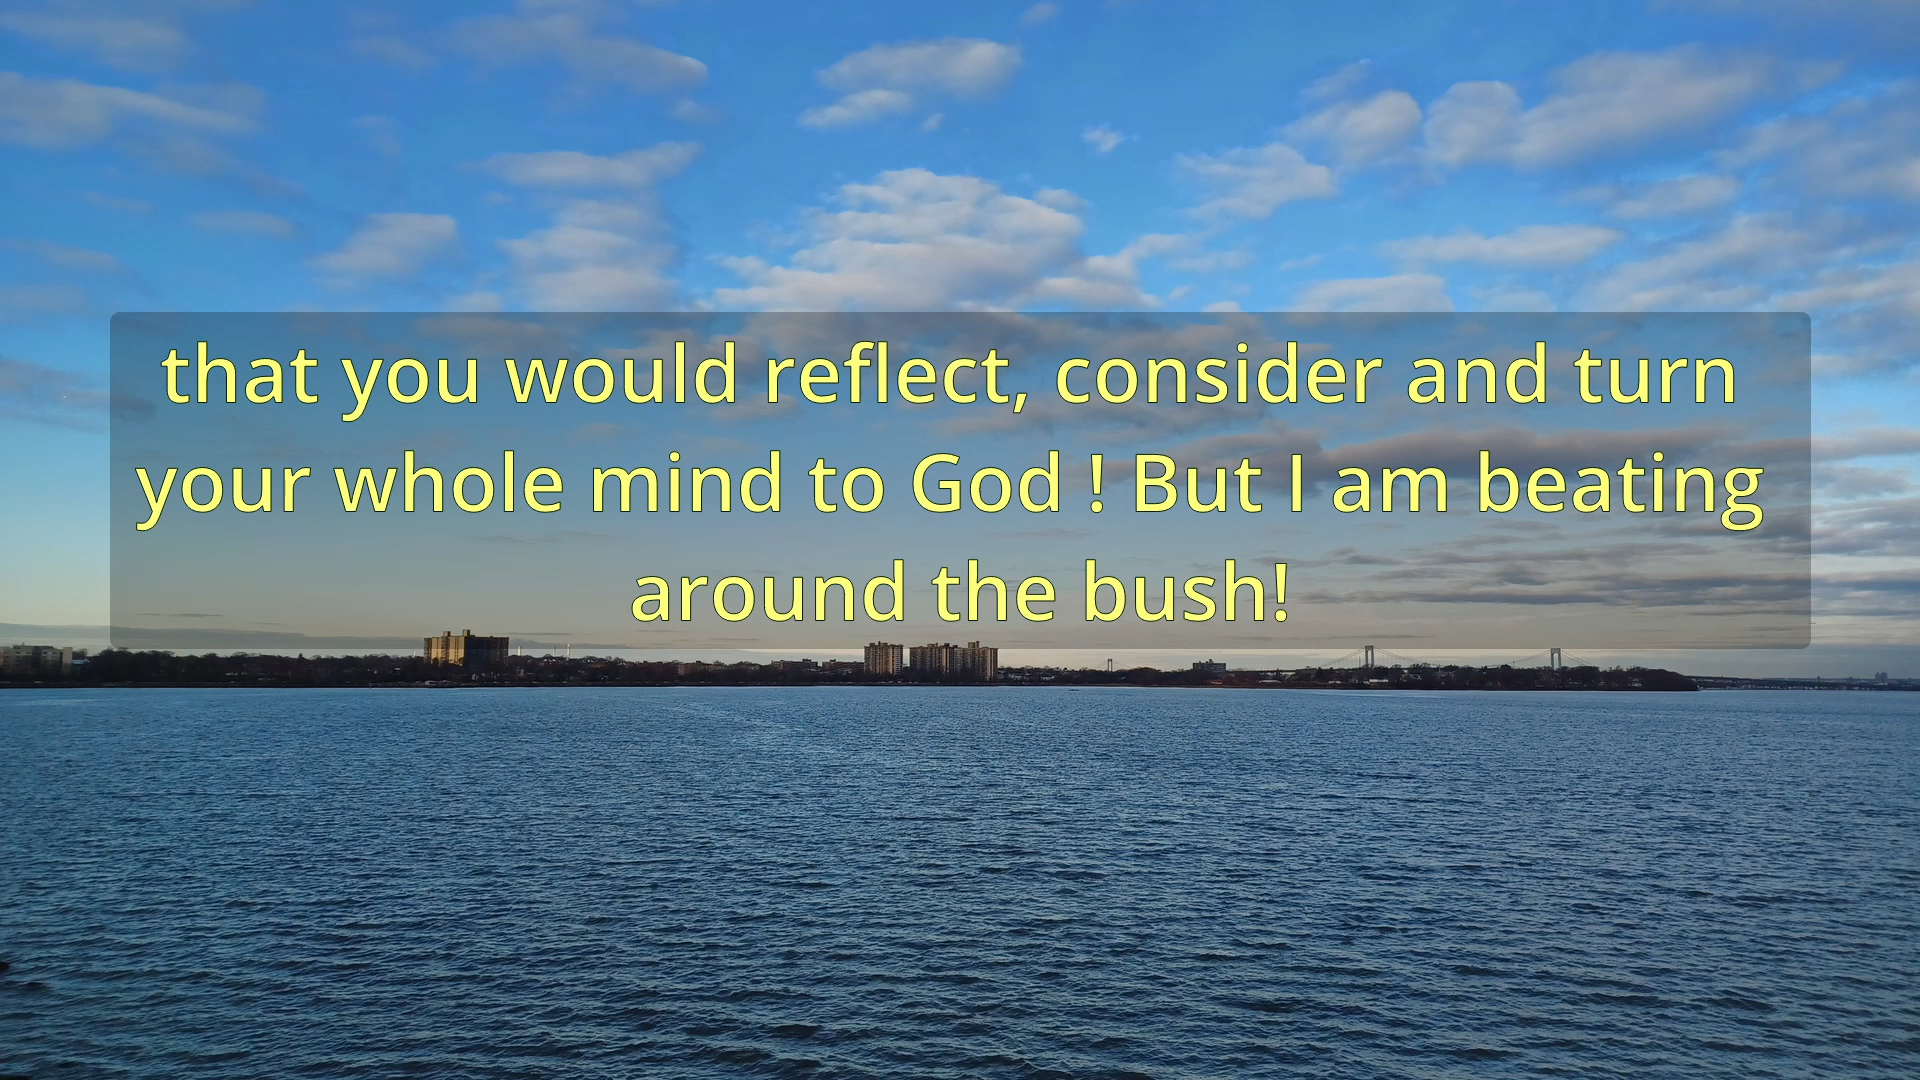 that you would reflect, consider and turn
your whole mind to God ! But I am beating
around the bush!